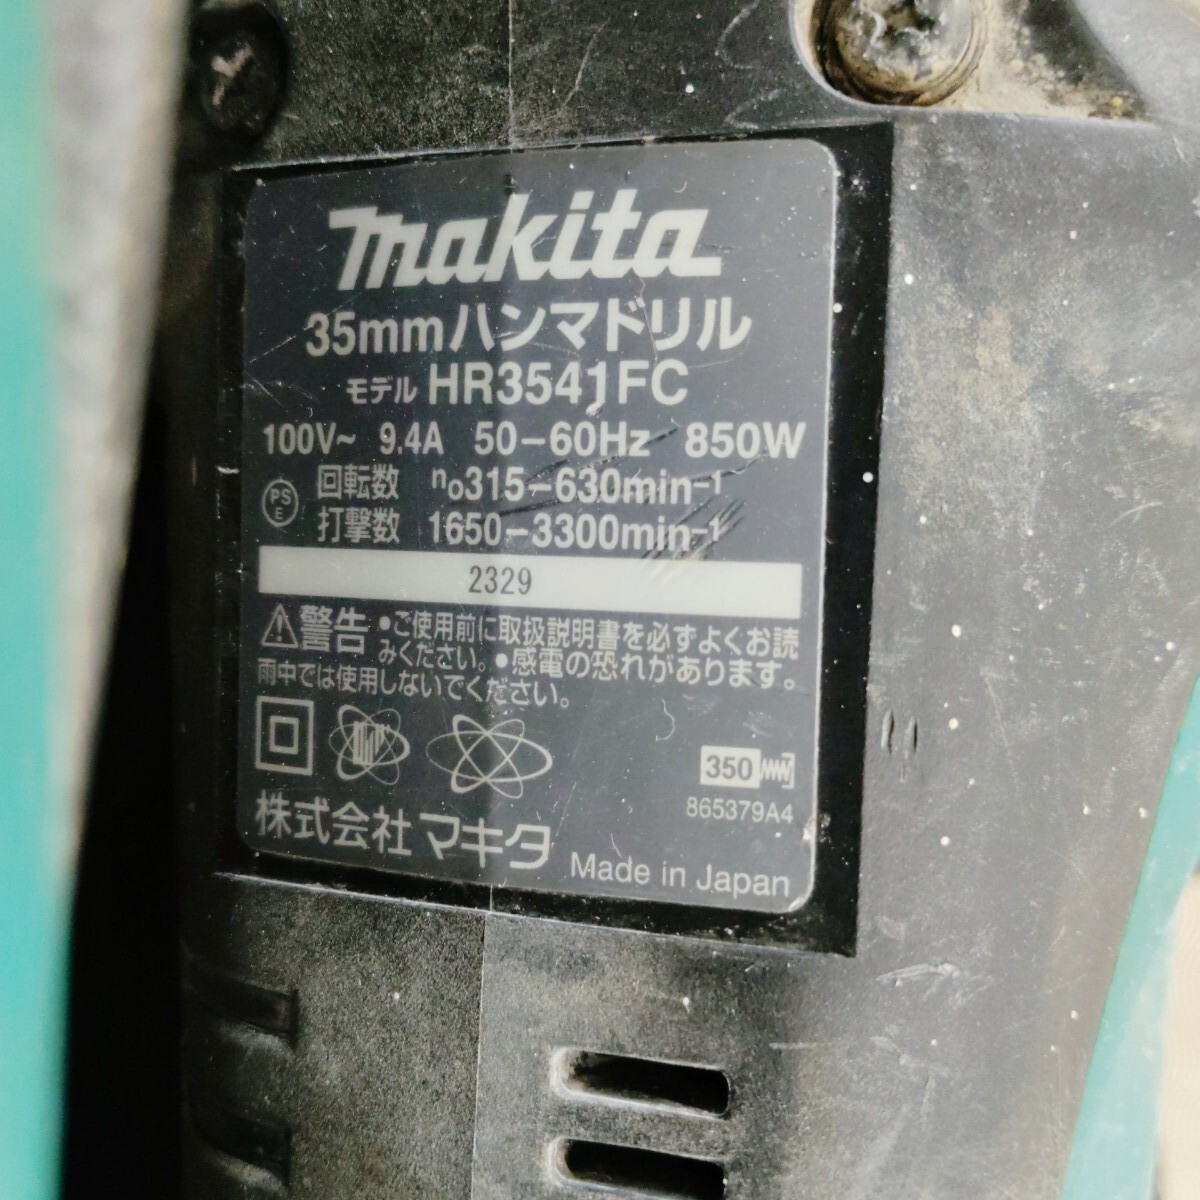 makita
35mmハンマドリル
モデル HR3541FC
100V~ 9.4A 50-60Hz 850W
PS E 回転数 no315-630min-1
打撃数 1650-3300min-1
2329
警告 •ご使用前に取扱説明書を必ずよくお読
みください。•感電の恐れがあります。
雨中では使用しないでください。
350
865379A4
株式会社マキタ Made in Japan